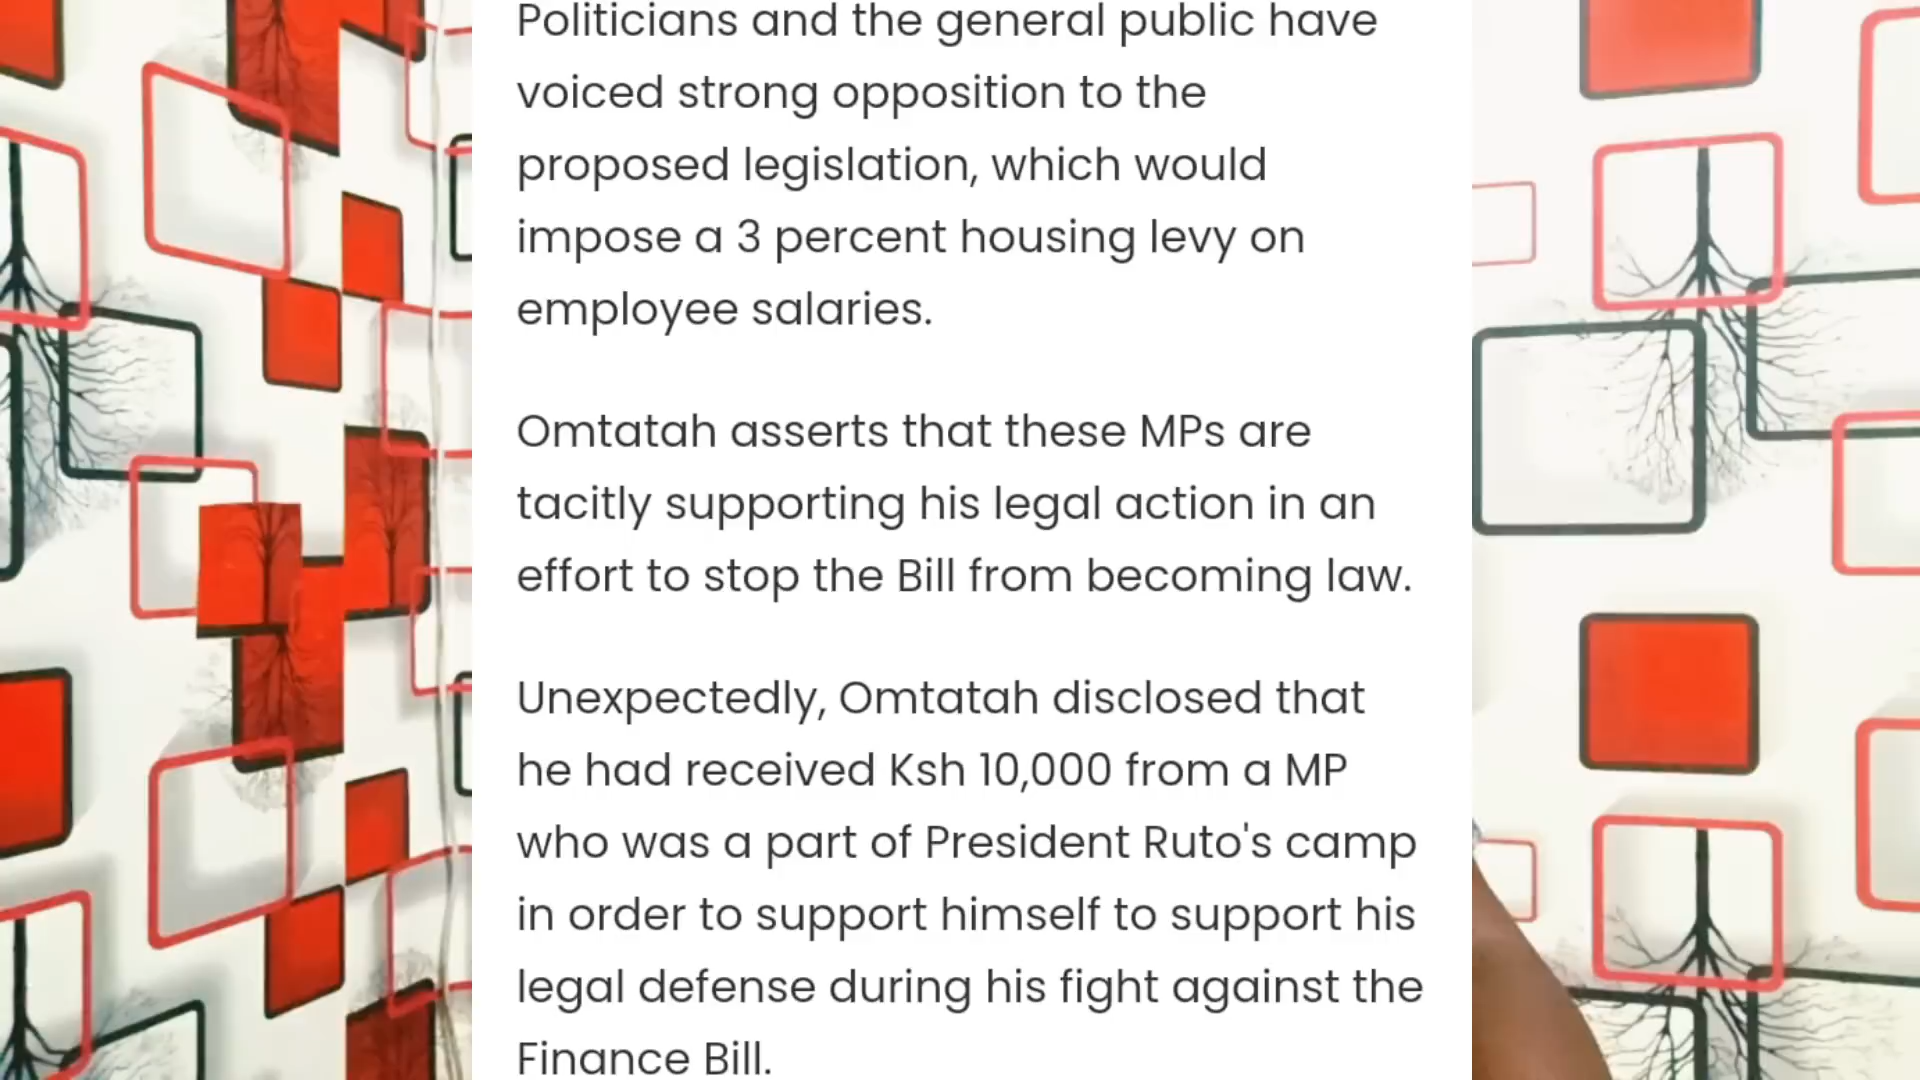 Politicians and the general public have
voiced strong opposition to the
proposed legislation, which would
impose a 3 percent housing levy on
employee salaries.
Omtatah asserts that these MPs are
tacitly supporting his legal action in an
effort to stop the Bill from becoming law.
Unexpectedly, Omtatah disclosed that
he had received Ksh 10,000 from a MP
who was a part of President Ruto's camp
in order to support himself to support his
legal defense during his fight against the
Finance Bill.